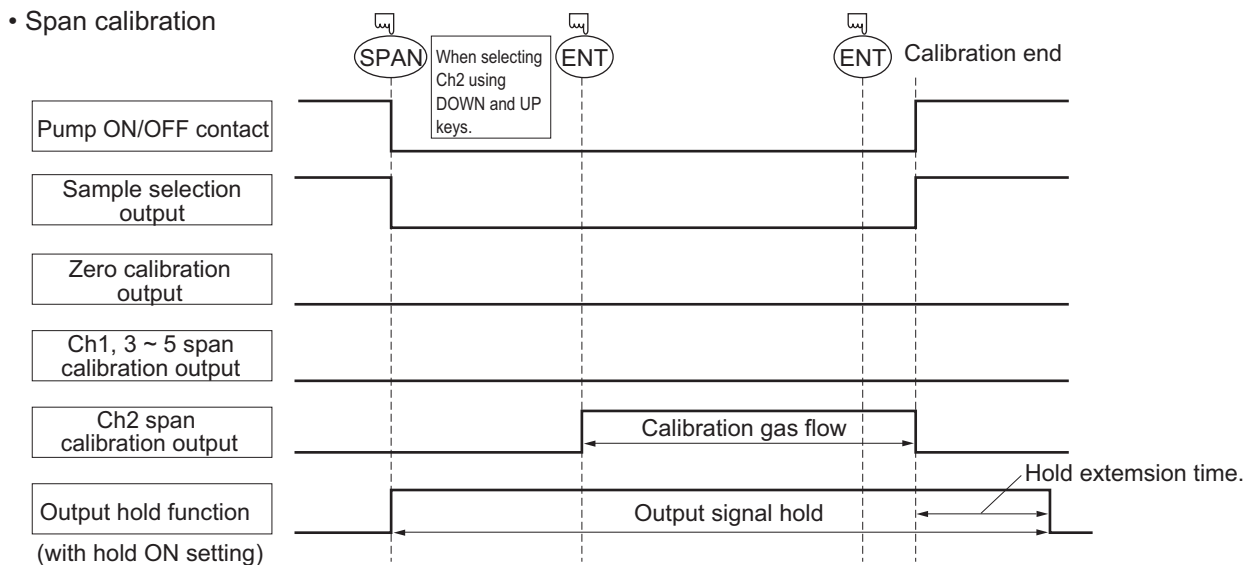 • Span calibration
SPAN
When selecting
Ch2 using
DOWN and UP
keys.
ENT
ENT
Calibration end
Pump ON/OFF contact
Sample selection
output
Zero calibration
output
Ch1, 3 ~ 5 span
calibration output
Ch2 span
calibration output
Calibration gas flow
Hold extemsion time.
Output hold function
Output signal hold
(with hold ON setting)